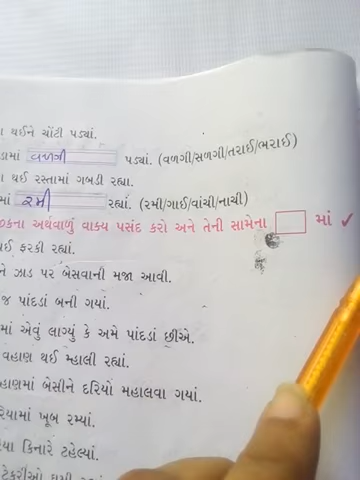 થઈને ચોંટી પડ્યાં.
ડામાં વળગી પડ્યાં. (વળગી/સળગી/તરાઈ/ભરાઈ)
થઈ રસ્તામાં ગબડી રહ્યા.
માં રમી રહ્યાં. (રમી/ગાઈ/વાંચી/નાચી)
કના અર્થવાળું વાક્ય પસંદ કરો અને તેની સામેના માં ✓
ઈ ફરકી રહ્યાં.
ને ઝાડ પર બેસવાની મજા આવી.
જ પાંદડાં બની ગયાં.
માં એવું લાગ્યું કે અમે પાંદડાં છીએ.
વહાણ થઈ મ્હાલી રહ્યાં.
હાણમાં બેસીને દરિયો મહાલવા ગયાં.
રિયામાં ખૂબ રમ્યાં.
યા કિનારે ટહેલ્યાં.